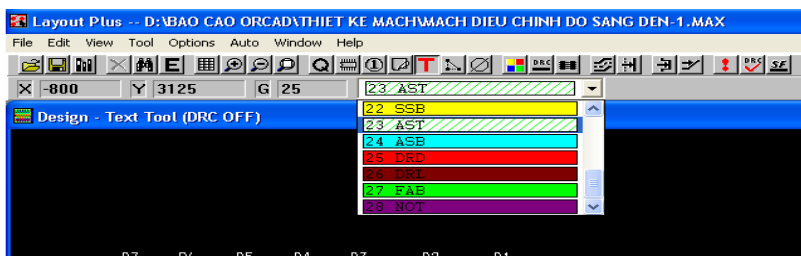 Layout Plus -- D:\BAO CAO ORCAD\THIET KE MACH\MACH DIEU CHINH DO SANG DEN-1.MAX
File Edit View Tool Options Auto Window Help
X -800 Y 3125 G 25 23 AST
22 SSB
Design - Text Tool (DRC OFF)
23 AST
24 ASB
25 DRD
26 DRL
27 FAB
28 NOT